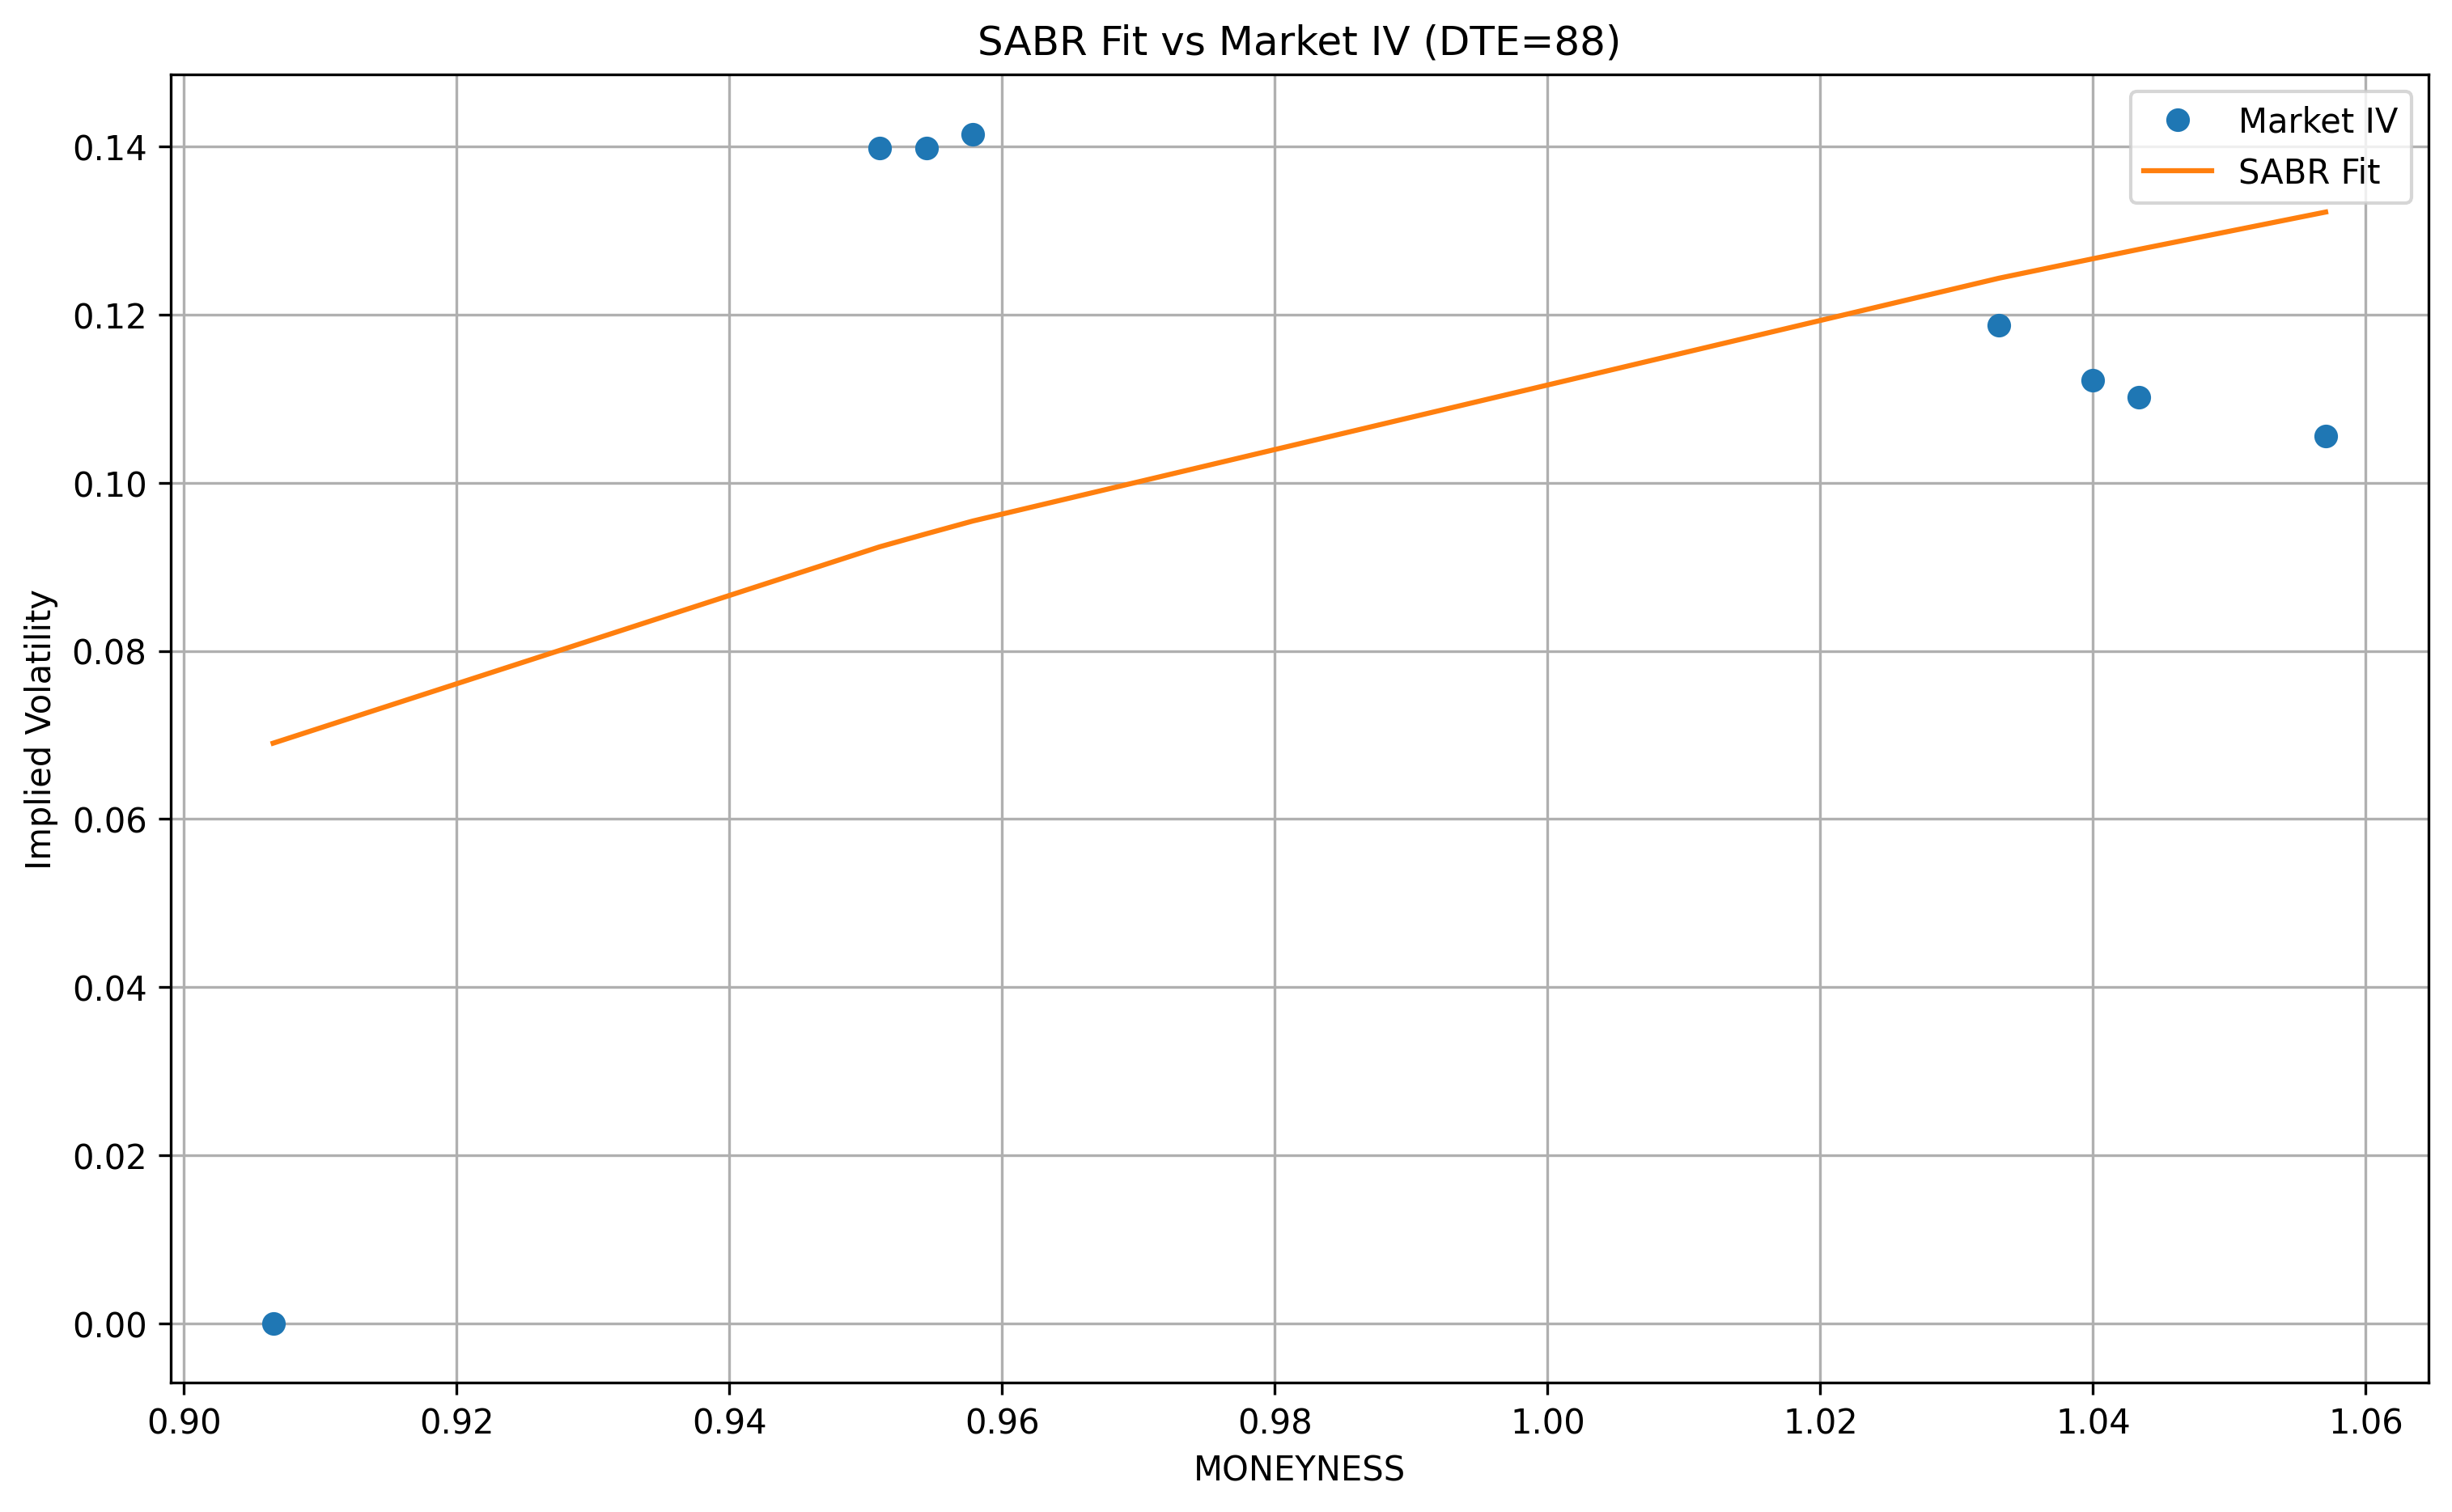 SABR Fit vs Market IV (DTE=88)
Market IV
SABR Fit
Implied Volatility
0.14
0.12
0.10
0.08
0.06
0.04
0.02
0.00
0.90 0.92 0.94 0.96 0.98 1.00 1.02 1.04 1.06
MONEYNESS